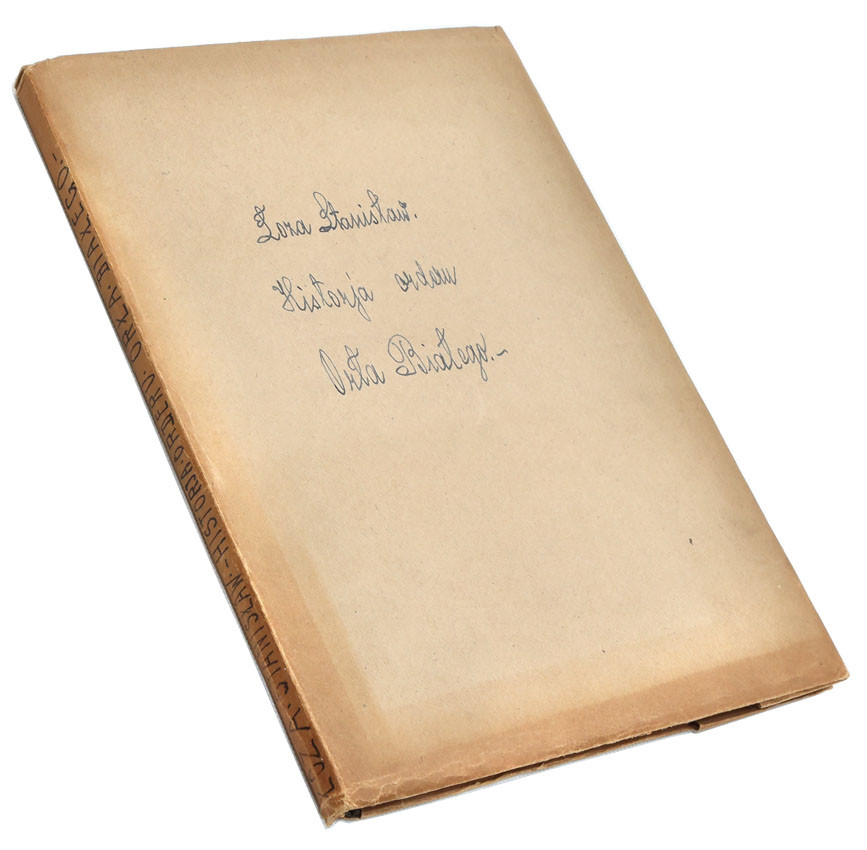 Łoza Stanisław.
Historja orderu
Orła Białego.–
ŁOZA·STANISŁAW·–HISTORJA·ORDERU·ORŁA·BIAŁEGO.–